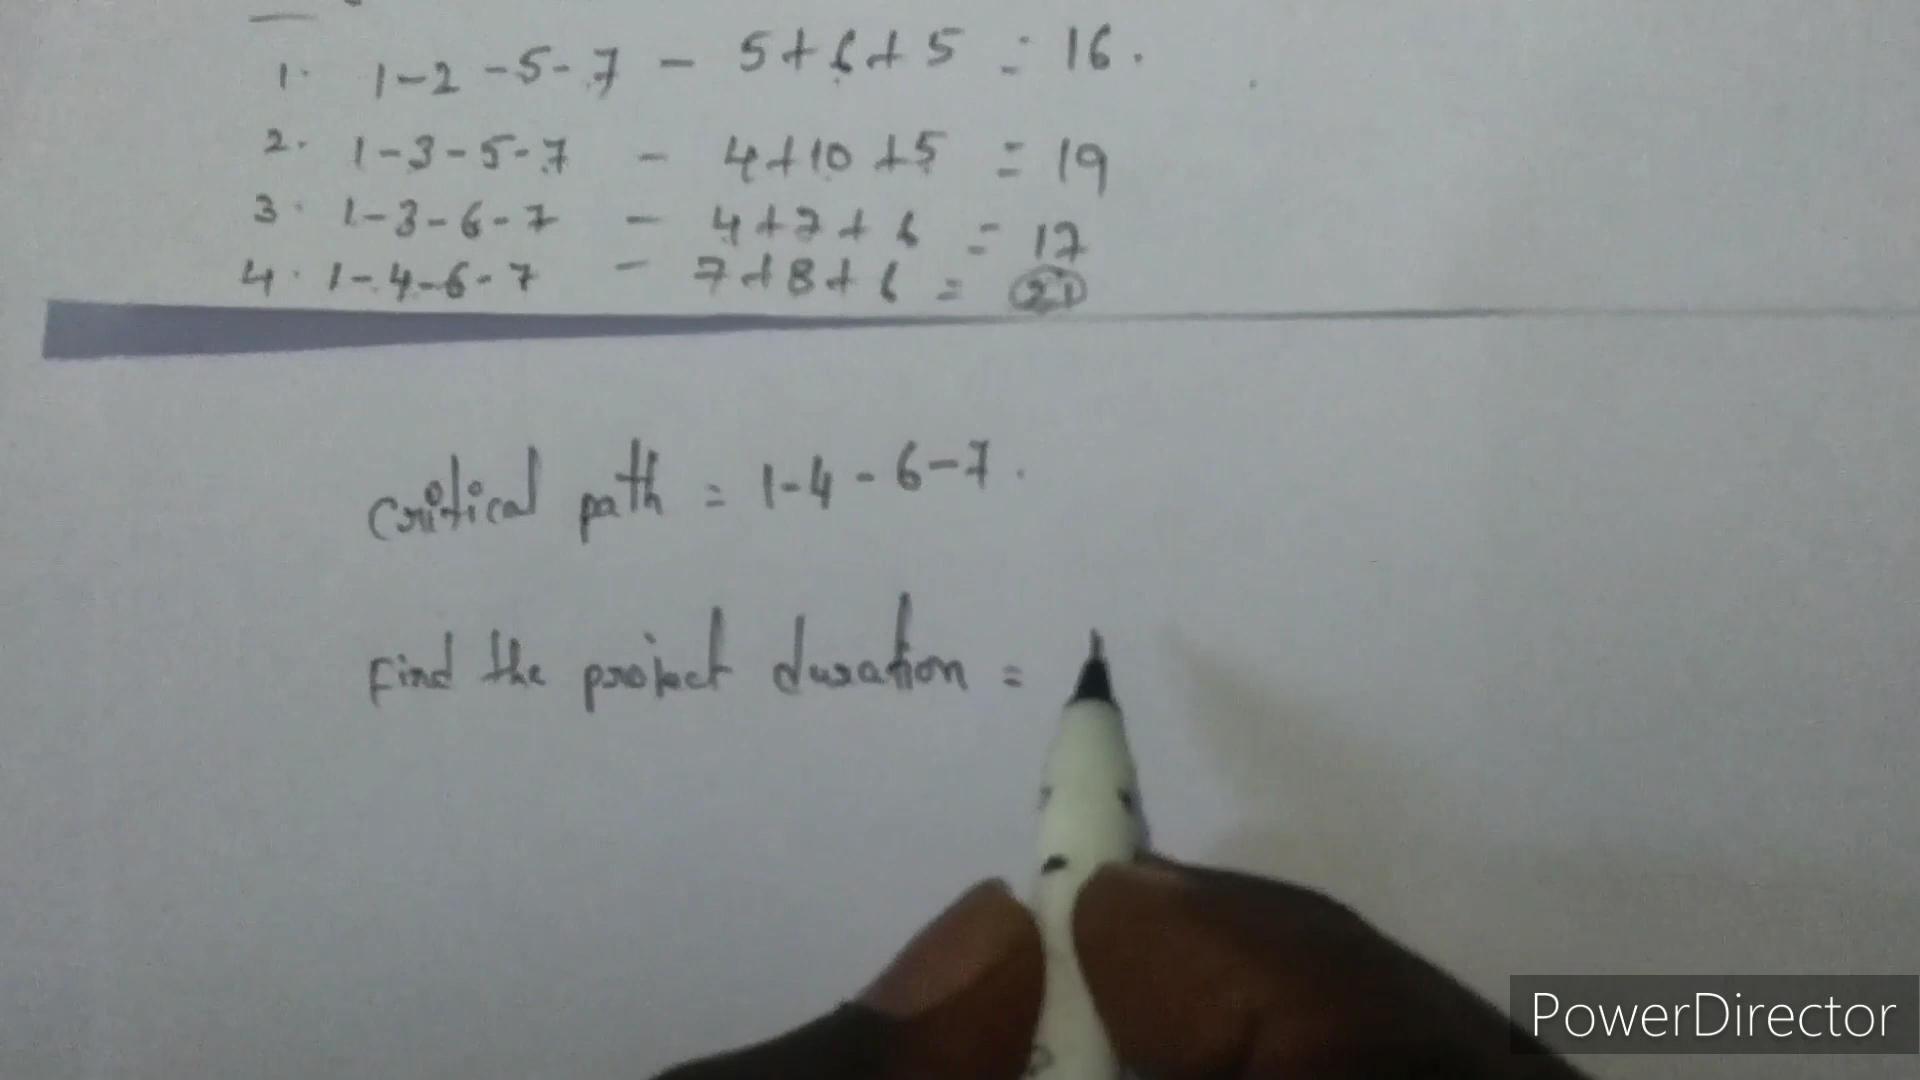 1. 1-2-5-7 - 5+6+5 = 16.
2. 1-3-5-7 - 4+10+5 = 19
3. 1-3-6-7 - 4+7+6 = 17
4. 1-4-6-7 - 7+8+6 = 21
Critical path = 1-4-6-7.
Find the project duration =
PowerDirector